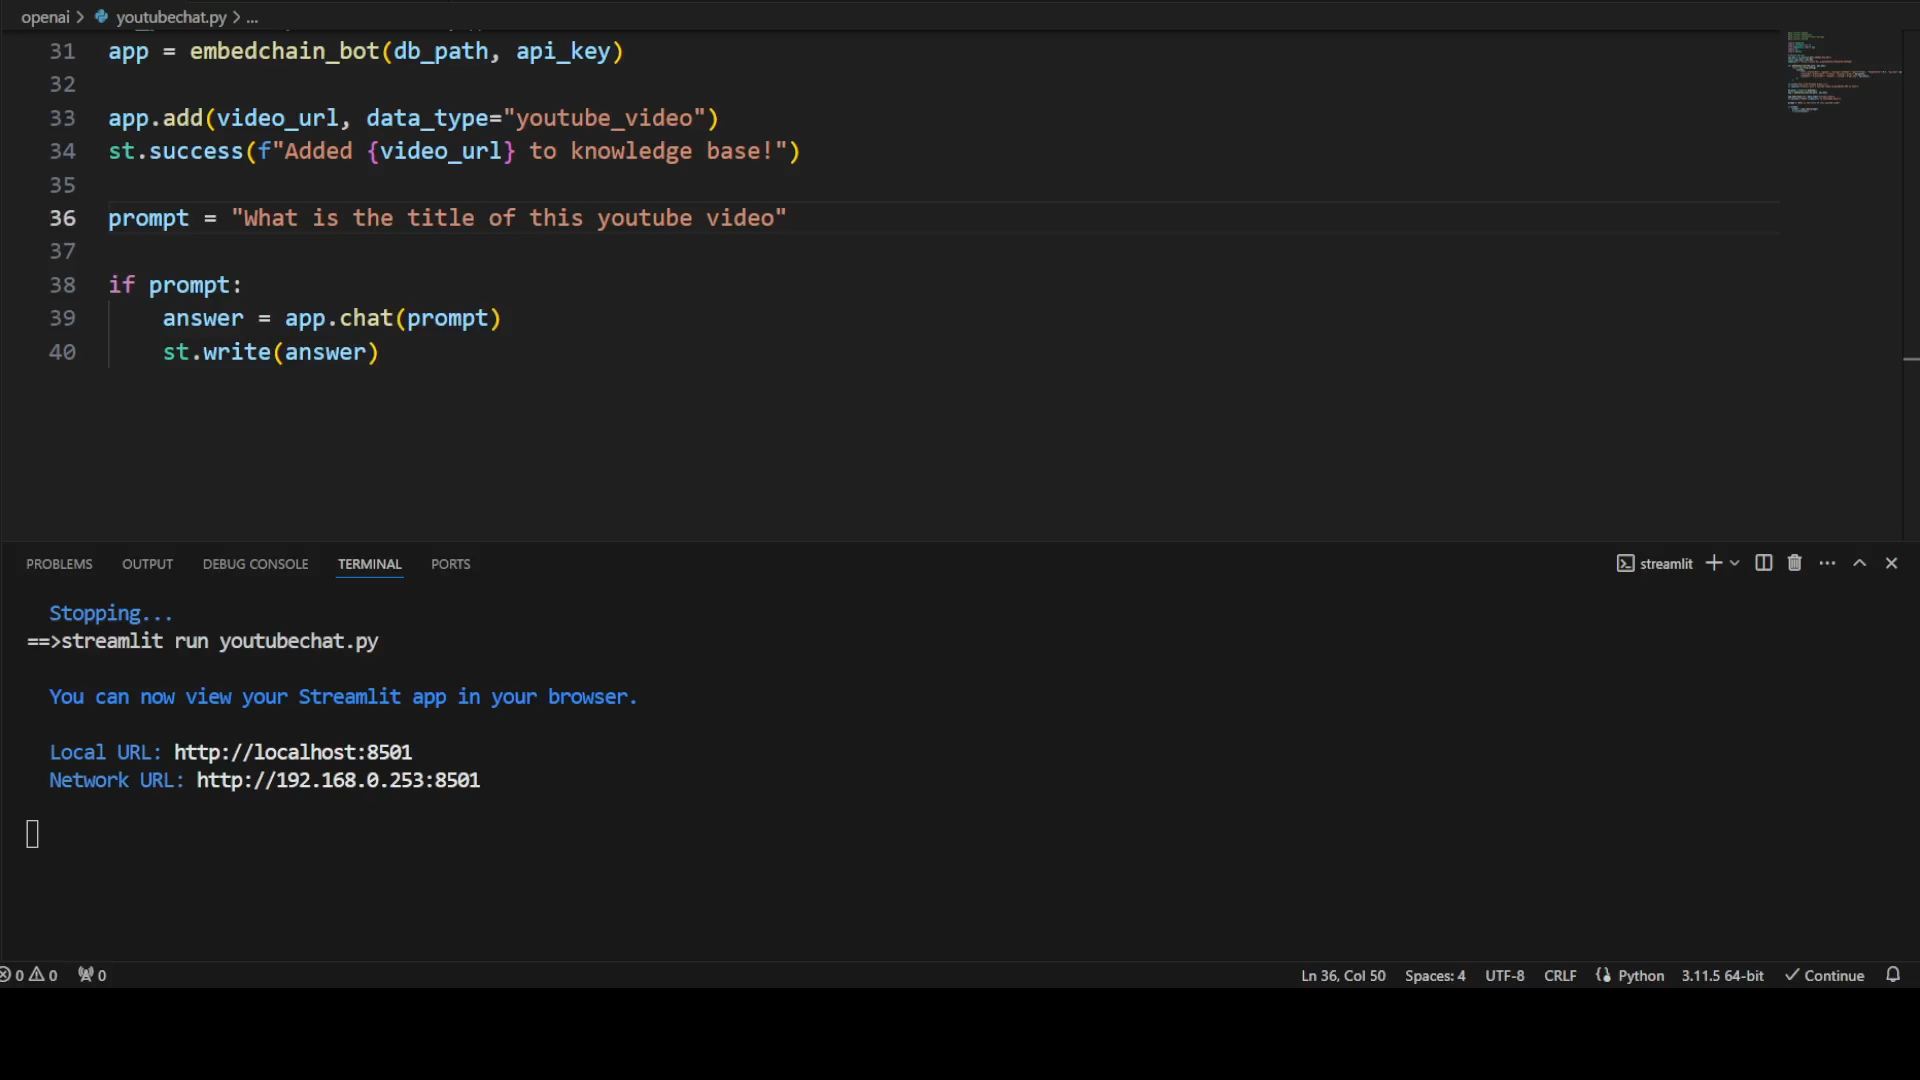 openai > youtubechat.py > ...
31 app = embedchain_bot(db_path, api_key)
32
33 app.add(video_url, data_type="youtube_video")
34 st.success(f"Added {video_url} to knowledge base!")
35
36 prompt = "What is the title of this youtube video"
37
38 if prompt:
39 answer = app.chat(prompt)
40 st.write(answer)
PROBLEMS OUTPUT DEBUG CONSOLE TERMINAL PORTS streamlit
Stopping...
==>streamlit run youtubechat.py
You can now view your Streamlit app in your browser.
Local URL: http://localhost:8501
Network URL: http://192.168.0.253:8501
0 0 0 Ln 36, Col 50 Spaces: 4 UTF-8 CRLF Python 3.11.5 64-bit Continue